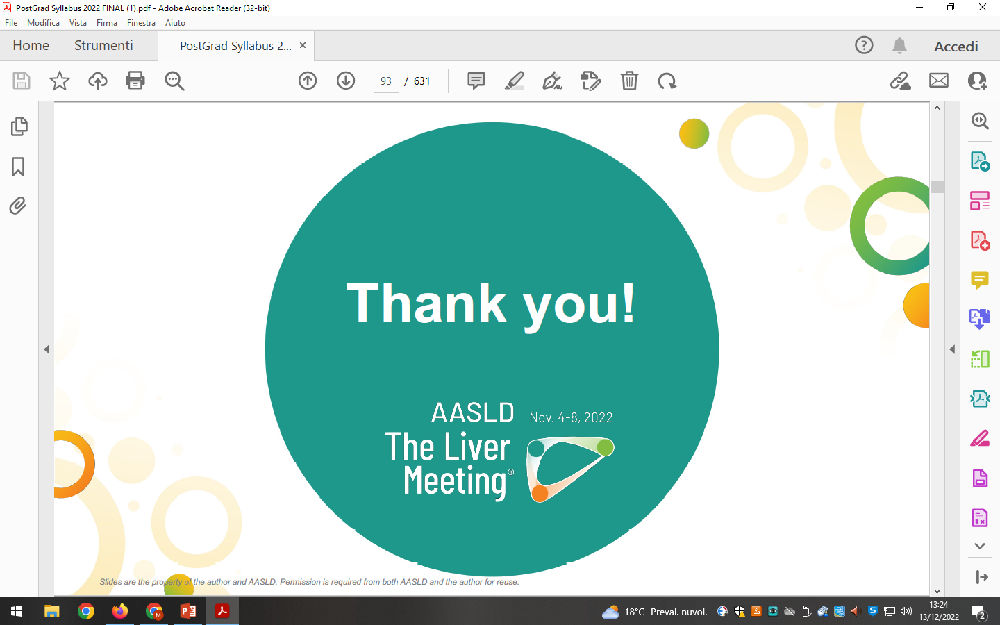 PostGrad Syllabus 2022 FINAL (1).pdf - Adobe Acrobat Reader (32-bit)
File Modifica Vista Firma Finestra Aiuto
Home Strumenti PostGrad Syllabus 2... × Accedi
93 / 631
Thank you!
AASLD Nov. 4-8, 2022
The Liver
Meeting®
Slides are the property of the author and AASLD. Permission is required from both AASLD and the author for reuse.
18°C Preval. nuvol.
13:24
13/12/2022
2